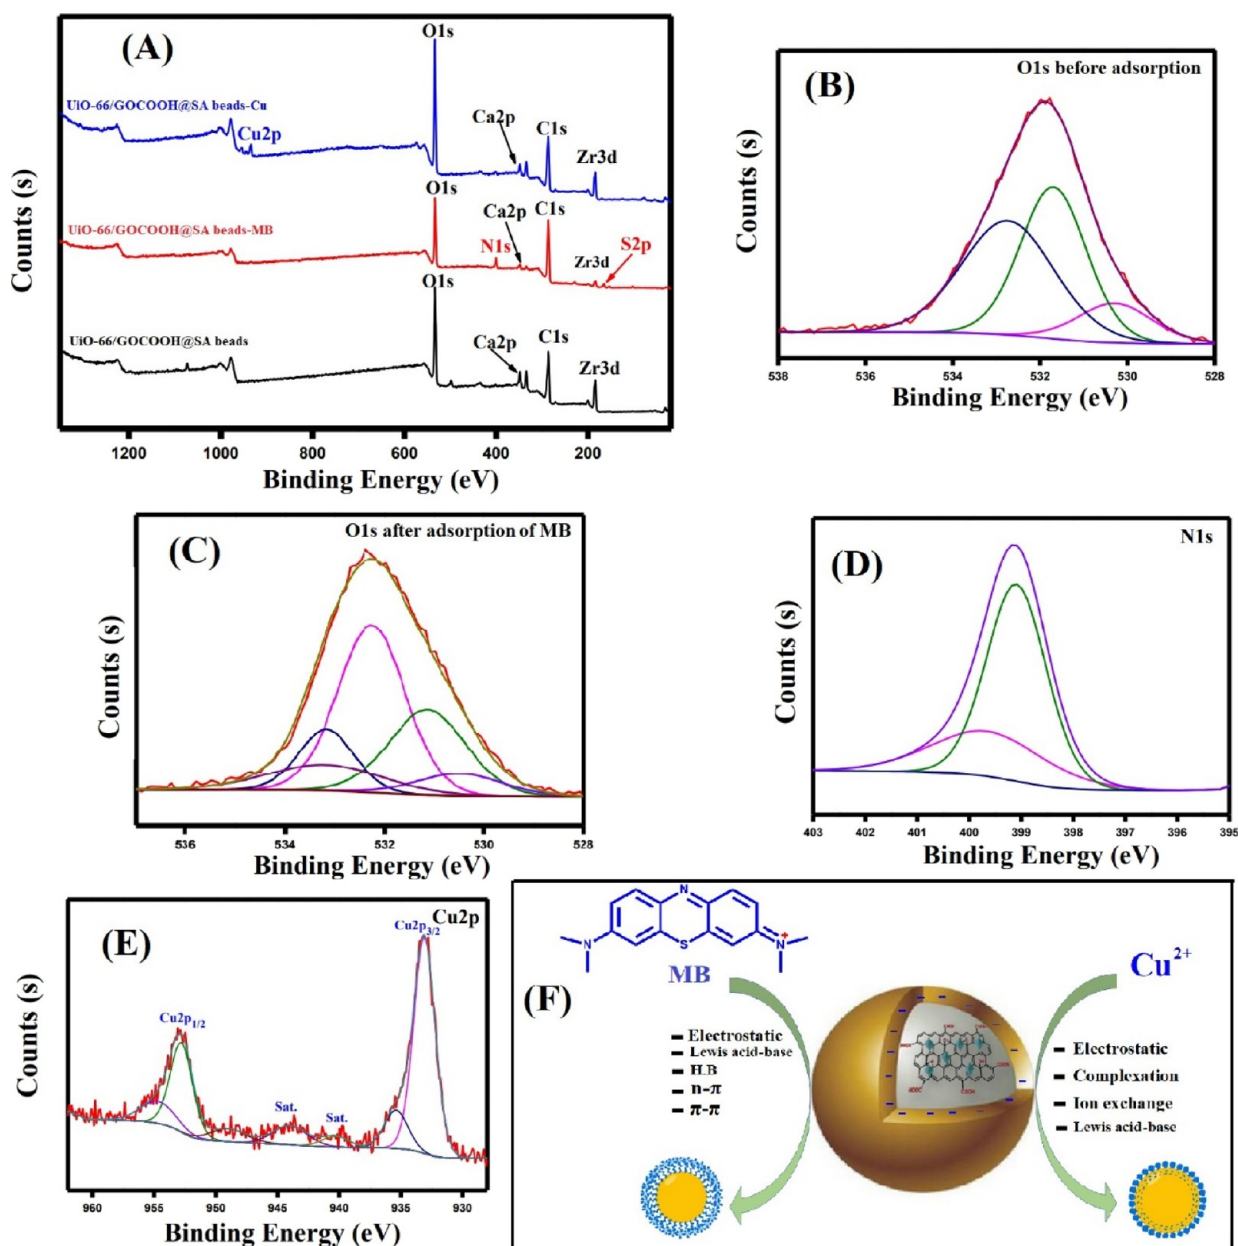 (A)
O1s
UiO-66/GOCOOH@SA beads-Cu
Cu2p
Ca2p
C1s
Zr3d
O1s
UiO-66/GOCOOH@SA beads-MB
N1s
Ca2p
C1s
Zr3d
S2p
O1s
UiO-66/GOCOOH@SA beads
Ca2p
C1s
Zr3d
Counts (s)
1200 1000 800 600 400 200
Binding Energy (eV)
(B)
O1s before adsorption
Counts (s)
538 536 534 532 530 528
Binding Energy (eV)
(C)
O1s after adsorption of MB
Counts (s)
536 534 532 530 528
Binding Energy (eV)
(D)
N1s
Counts (s)
403 402 401 400 399 398 397 396 395
Binding Energy (eV)
(E)
Cu2p
Cu2p3/2
Cu2p1/2
Sat.
Sat.
Counts (s)
960 955 950 945 940 935 930
Binding Energy (eV)
(F)
N
N
S
N
+
MB
Cu2+
- Electrostatic
- Lewis acid-base
- H.B
- n-π
- π-π
- Electrostatic
- Complexation
- Ion exchange
- Lewis acid-base